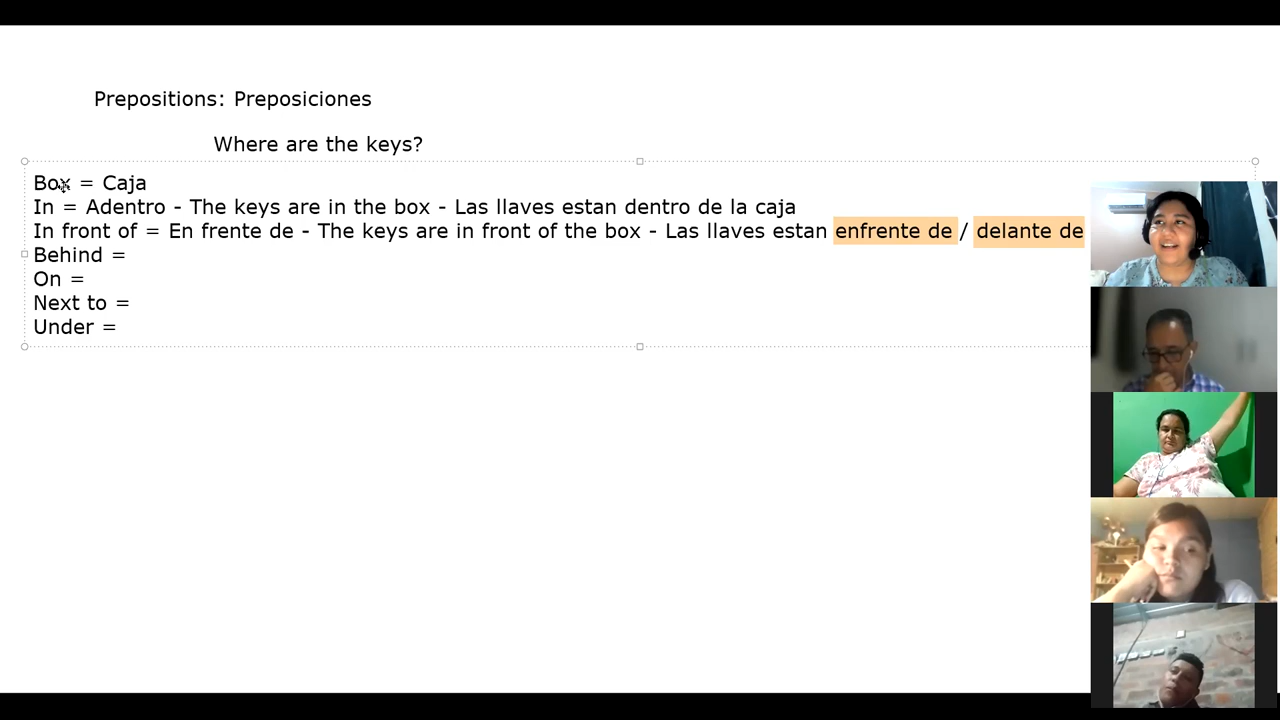 Prepositions: Preposiciones
Where are the keys?
Box = Caja
In = Adentro - The keys are in the box - Las llaves estan dentro de la caja
In front of = En frente de - The keys are in front of the box - Las llaves estan enfrente de / delante de
Behind =
On =
Next to =
Under =